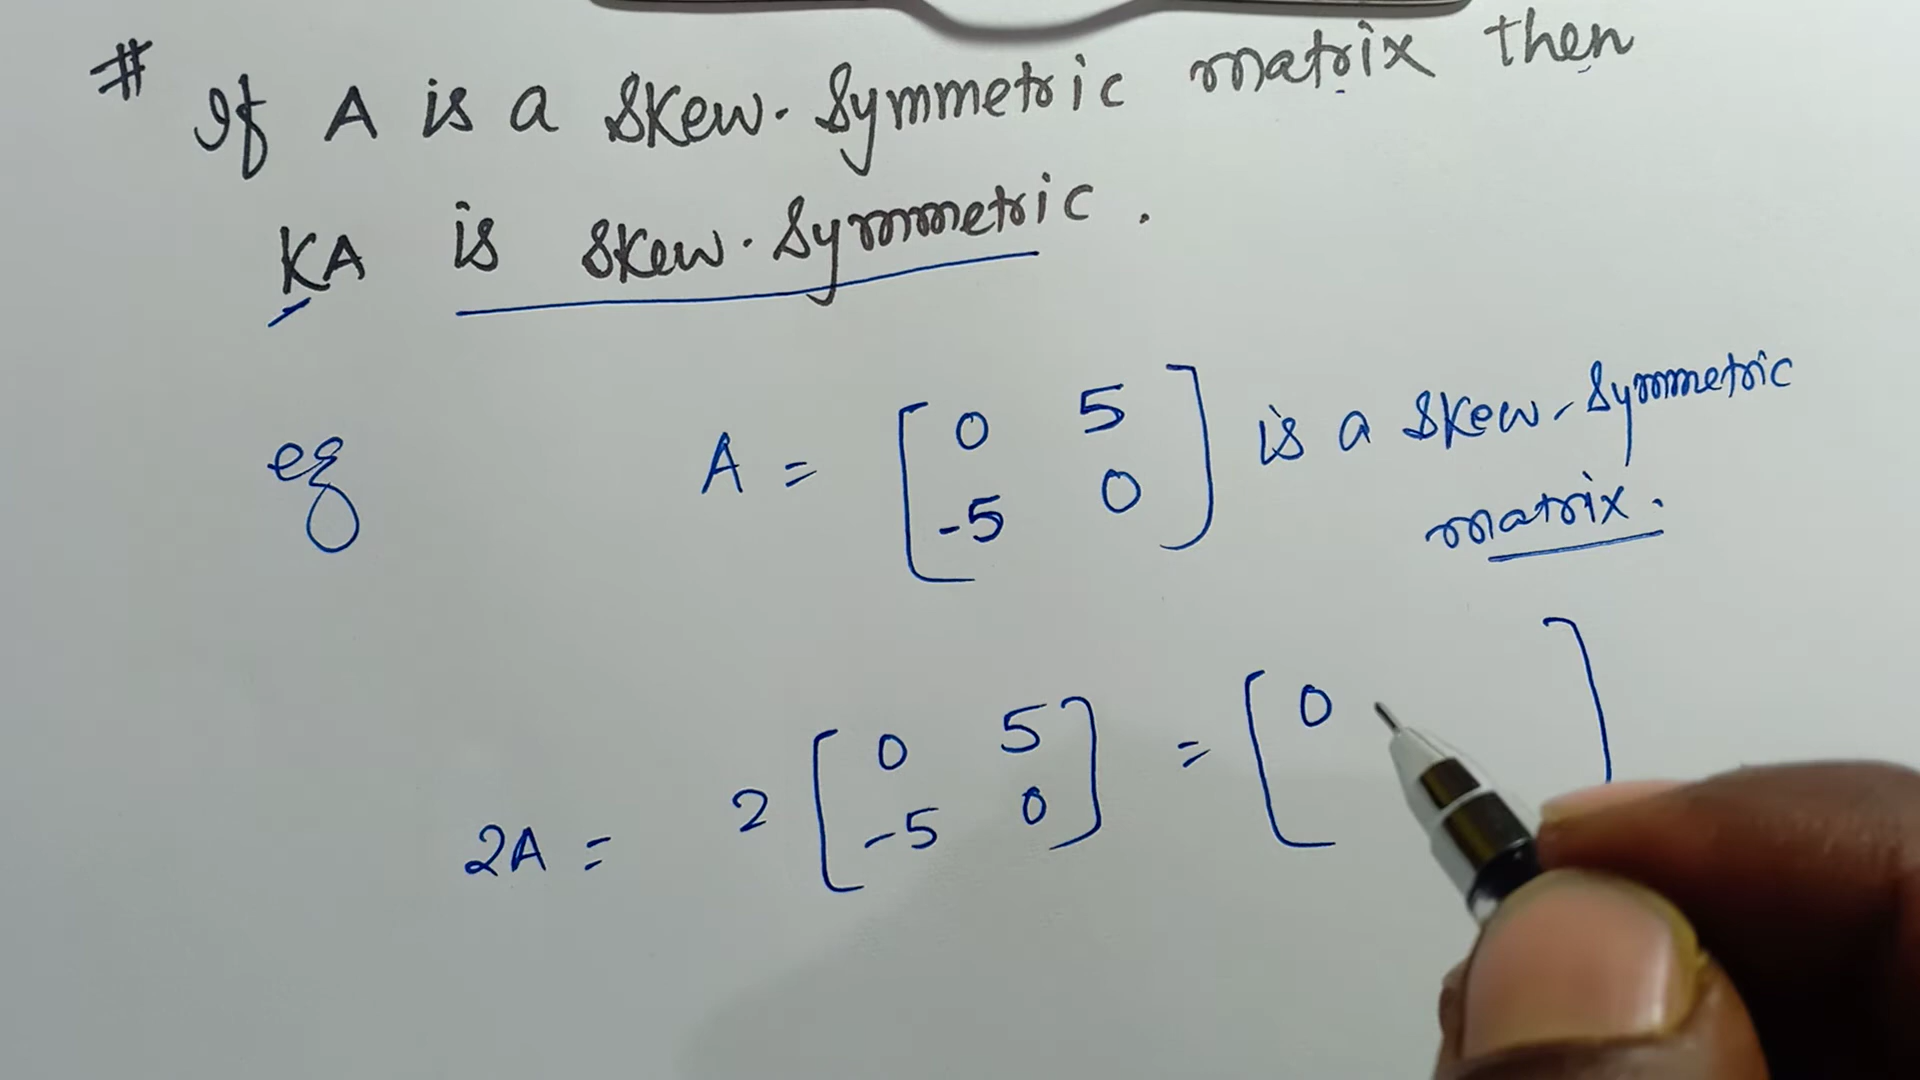 # If A is a Skew-Symmetric matrix then
KA is Skew-Symmetric.
eg A = [ 0 5 is a Skew-Symmetric
-5 0 ] matrix.
2A = 2 [ 0 5
-5 0 ] = [ 0 ]